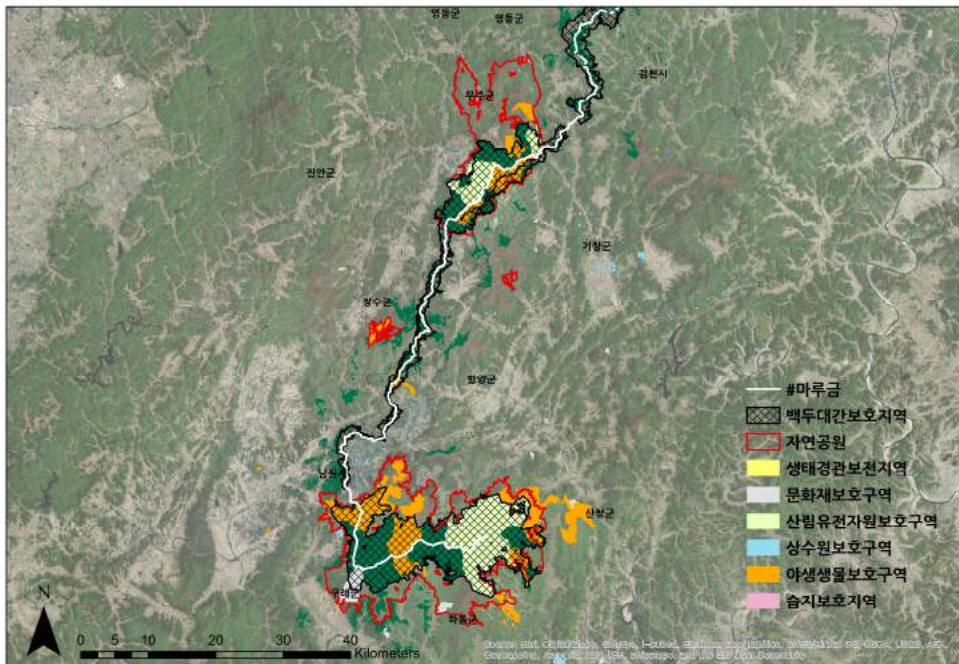 영동군
김천시
무주군
진안군
거창군
장수군
함양군
#마루금
백두대간보호지역
자연공원
생태경관보전지역
문화재보호구역
산림유전자원보호구역
상수원보호구역
야생생물보호구역
습지보호지역
남원
산청군
구례군
하동군
N
0 5 10 20 30 40
Kilometers